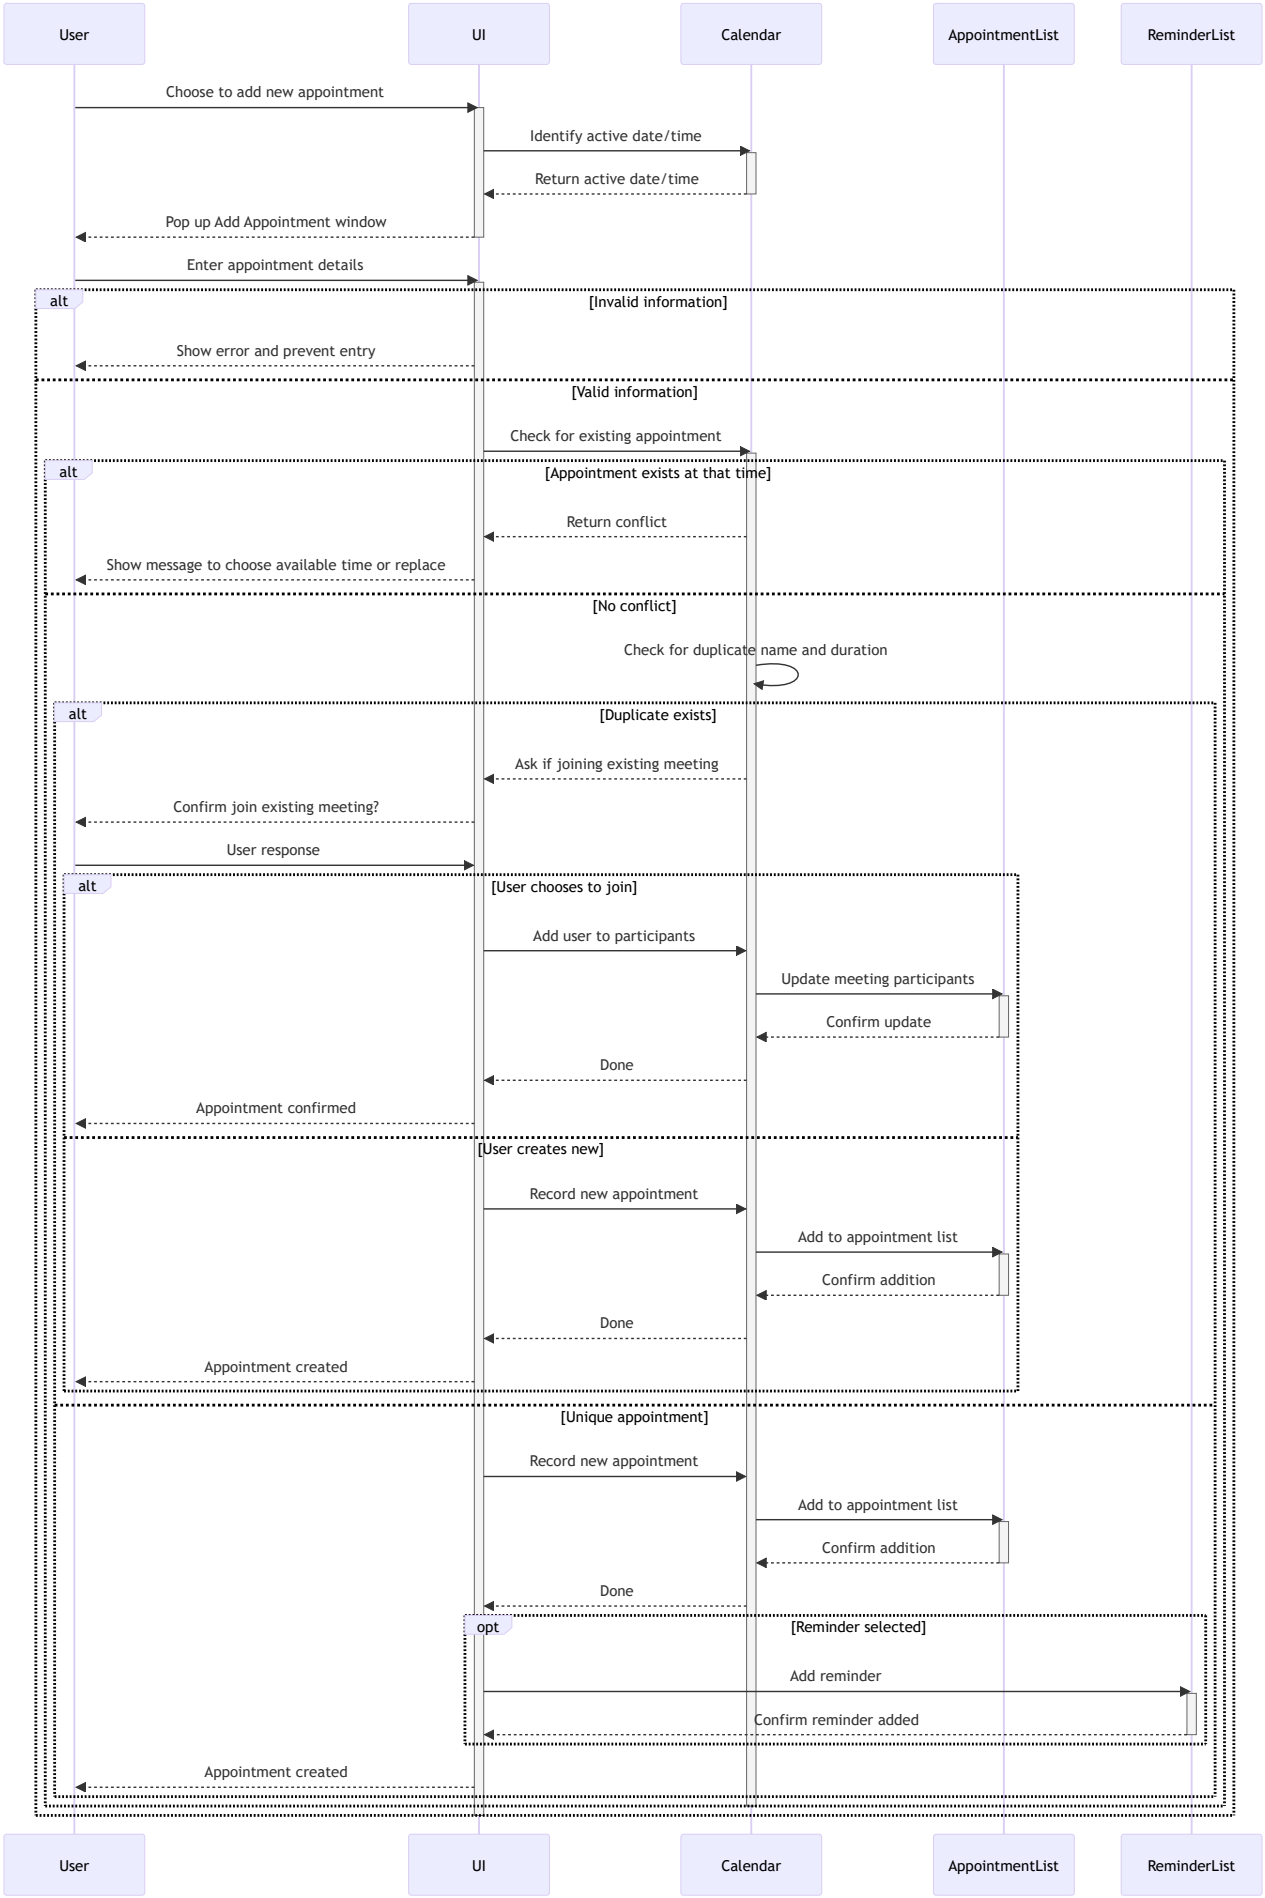 User
UI
Calendar
AppointmentList
ReminderList
Choose to add new appointment
Identify active date/time
Return active date/time
Pop up Add Appointment window
Enter appointment details
alt
[Invalid information]
Show error and prevent entry
[Valid information]
Check for existing appointment
alt
[Appointment exists at that time]
Return conflict
Show message to choose available time or replace
[No conflict]
Check for duplicate name and duration
alt
[Duplicate exists]
Ask if joining existing meeting
Confirm join existing meeting?
User response
alt
[User chooses to join]
Add user to participants
Update meeting participants
Confirm update
Done
Appointment confirmed
[User creates new]
Record new appointment
Add to appointment list
Confirm addition
Done
Appointment created
[Unique appointment]
Record new appointment
Add to appointment list
Confirm addition
Done
opt
[Reminder selected]
Add reminder
Confirm reminder added
Appointment created
User
UI
Calendar
AppointmentList
ReminderList